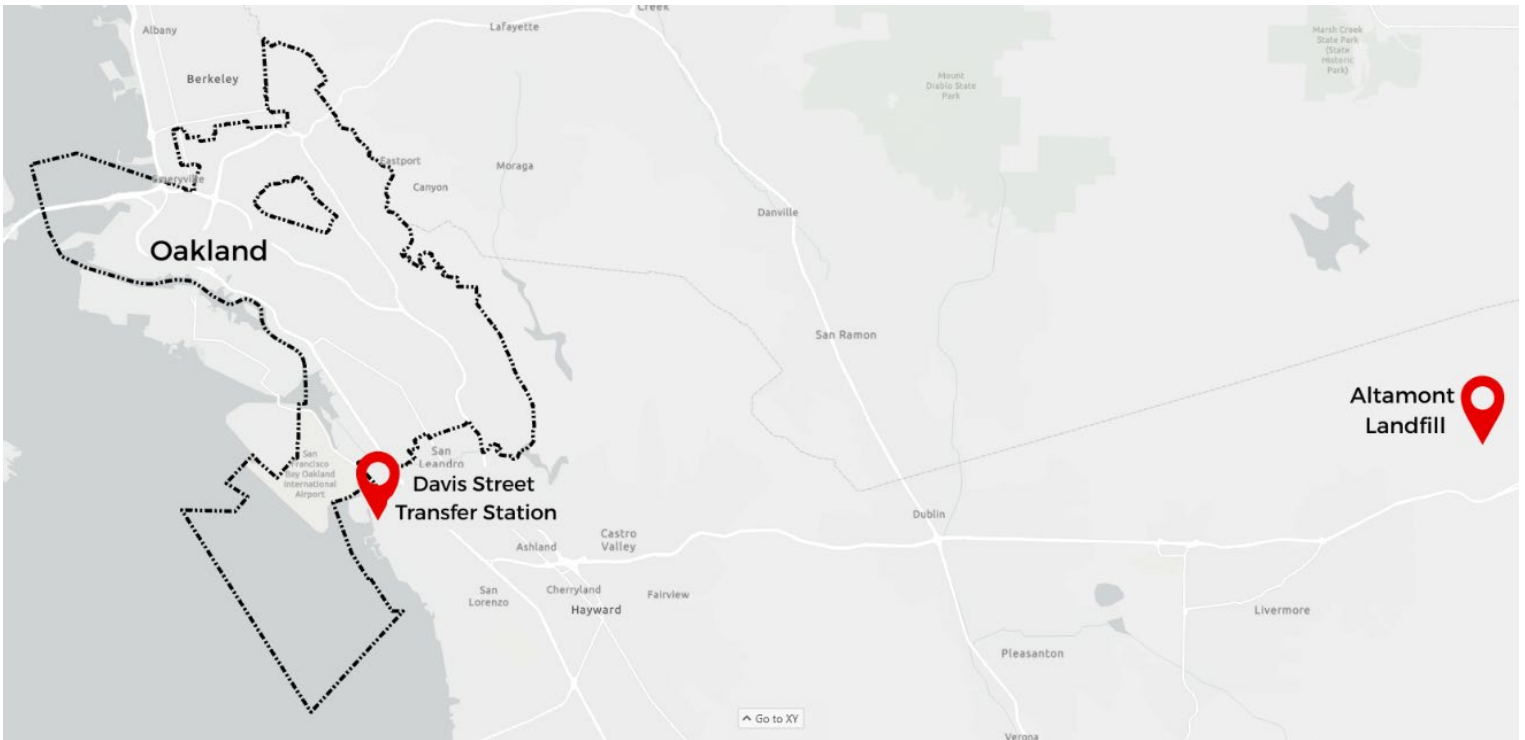 Creek
Albany
Lafayette
Marsh Creek
State Park
(State
Historic
Park)
Berkeley
Mount
Diablo State
Park
Eastport
Moraga
Emeryville
Canyon
Danville
Oakland
San Ramon
Altamont
Landfill
San
Francisco
Bay Oakland
International
Airport
San
Leandro
Davis Street
Transfer Station
Dublin
Castro
Valley
Ashland
San
Lorenzo
Cherryland
Fairview
Hayward
Livermore
Pleasanton
Go to XY
Verona